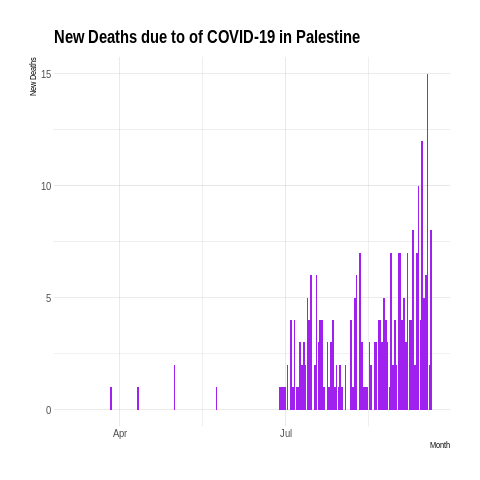 New Deaths due to of COVID-19 in Palestine
New Deaths
15
10
5
0
Apr
Jul
Month